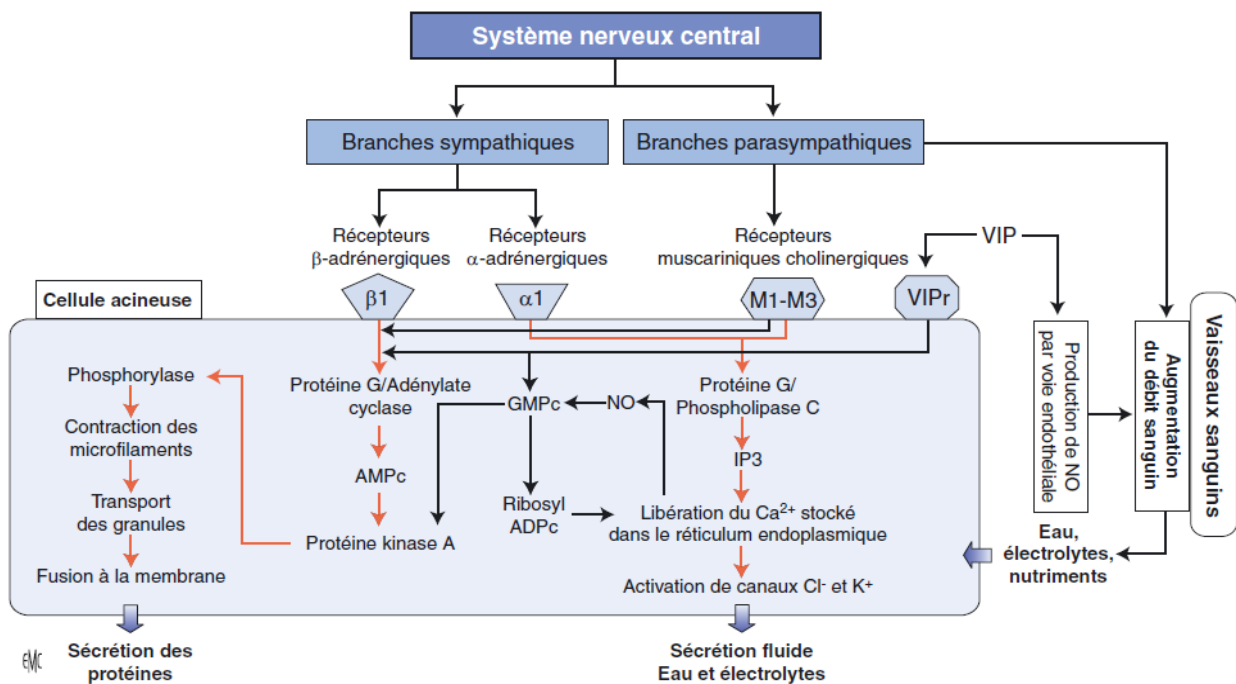 Système nerveux central
Branches sympathiques
Branches parasympathiques
Récepteurs
β-adrénergiques
Récepteurs
α-adrénergiques
Récepteurs
muscariniques cholinergiques
VIP
Cellule acineuse
β1
α1
M1-M3
VIPr
Phosphorylase
Contraction des
microfilaments
Transport
des granules
Fusion à la membrane
Protéine G/Adénylate
cyclase
AMPc
Protéine kinase A
GMPc
NO
Ribosyl
ADPc
Protéine G/
Phospholipase C
IP3
Libération du Ca²⁺ stocké
dans le réticulum endoplasmique
Activation de canaux Cl⁻ et K⁺
Production de NO
par voie endothéliale
Augmentation
du débit sanguin
Vaisseaux sanguins
Eau,
électrolytes,
nutriments
Sécrétion des
protéines
Sécrétion fluide
Eau et électrolytes
EMC